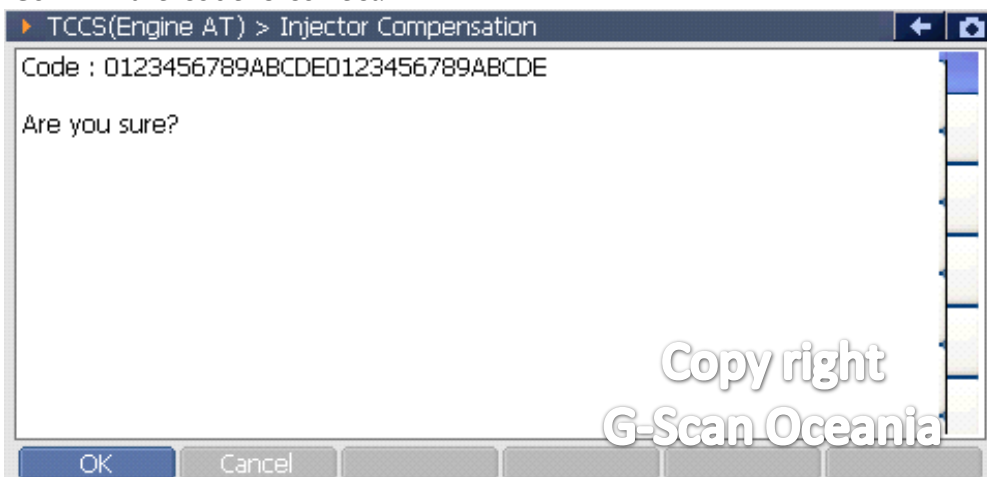 TCCS(Engine AT) > Injector Compensation
Code : 0123456789ABCDE0123456789ABCDE
Are you sure?
Copy right
G-Scan Oceania
OK
Cancel